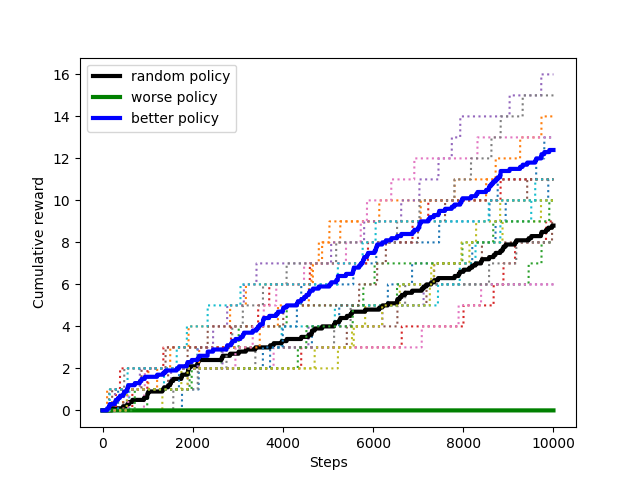 random policy
worse policy
better policy
16
14
12
10
8
6
4
2
0
Cumulative reward
0 2000 4000 6000 8000 10000
Steps